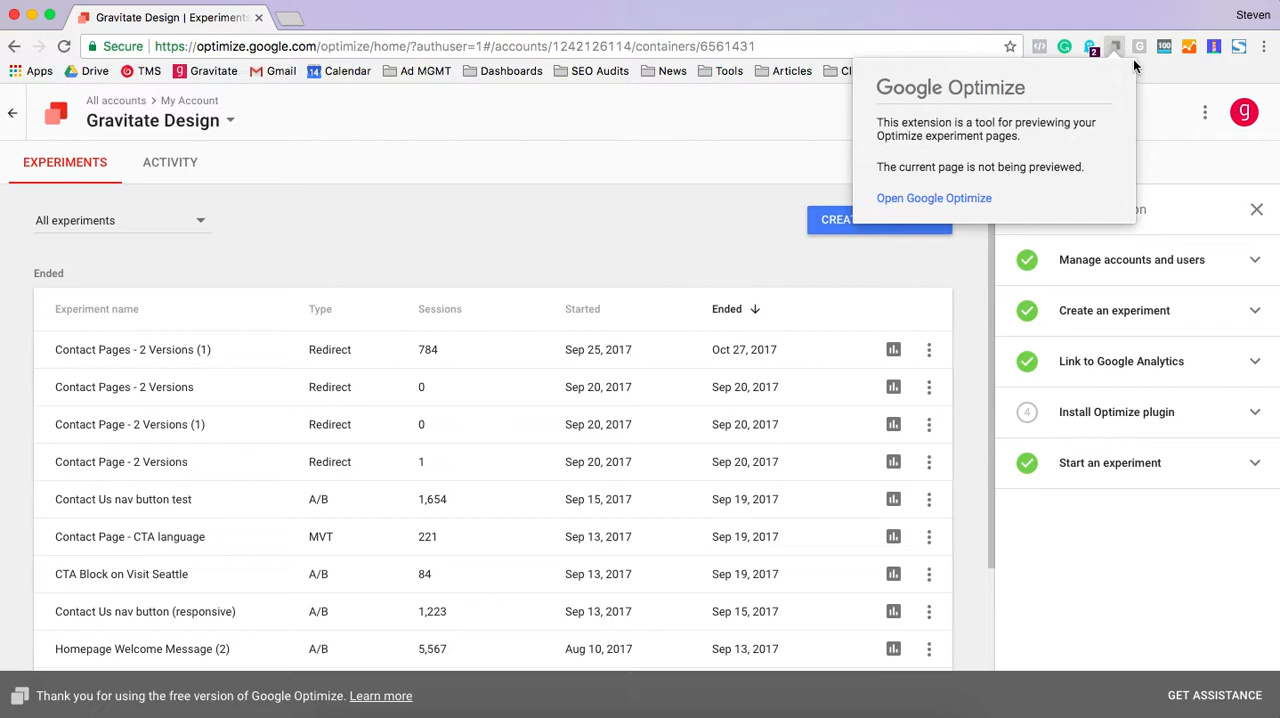 Gravitate Design | Experiments
Steven
Secure https://optimize.google.com/optimize/home/?authuser=1#/accounts/1242126114/containers/6561431
2
100
G
Apps Drive TMS Gravitate Gmail 14 Calendar Ad MGMT Dashboards SEO Audits News Tools Articles Cl
All accounts > My Account
Gravitate Design
g
Google Optimize
This extension is a tool for previewing your
Optimize experiment pages.
The current page is not being previewed.
Open Google Optimize
EXPERIMENTS ACTIVITY
All experiments
CREA
on
Ended
Experiment name Type Sessions Started Ended
Contact Pages - 2 Versions (1) Redirect 784 Sep 25, 2017 Oct 27, 2017
Contact Pages - 2 Versions Redirect 0 Sep 20, 2017 Sep 20, 2017
Contact Page - 2 Versions (1) Redirect 0 Sep 20, 2017 Sep 20, 2017
Contact Page - 2 Versions Redirect 1 Sep 20, 2017 Sep 20, 2017
Contact Us nav button test A/B 1,654 Sep 15, 2017 Sep 19, 2017
Contact Page - CTA language MVT 221 Sep 13, 2017 Sep 19, 2017
CTA Block on Visit Seattle A/B 84 Sep 13, 2017 Sep 19, 2017
Contact Us nav button (responsive) A/B 1,223 Sep 13, 2017 Sep 15, 2017
Homepage Welcome Message (2) A/B 5,567 Aug 10, 2017 Sep 13, 2017
Manage accounts and users
Create an experiment
Link to Google Analytics
4 Install Optimize plugin
Start an experiment
Thank you for using the free version of Google Optimize. Learn more
GET ASSISTANCE